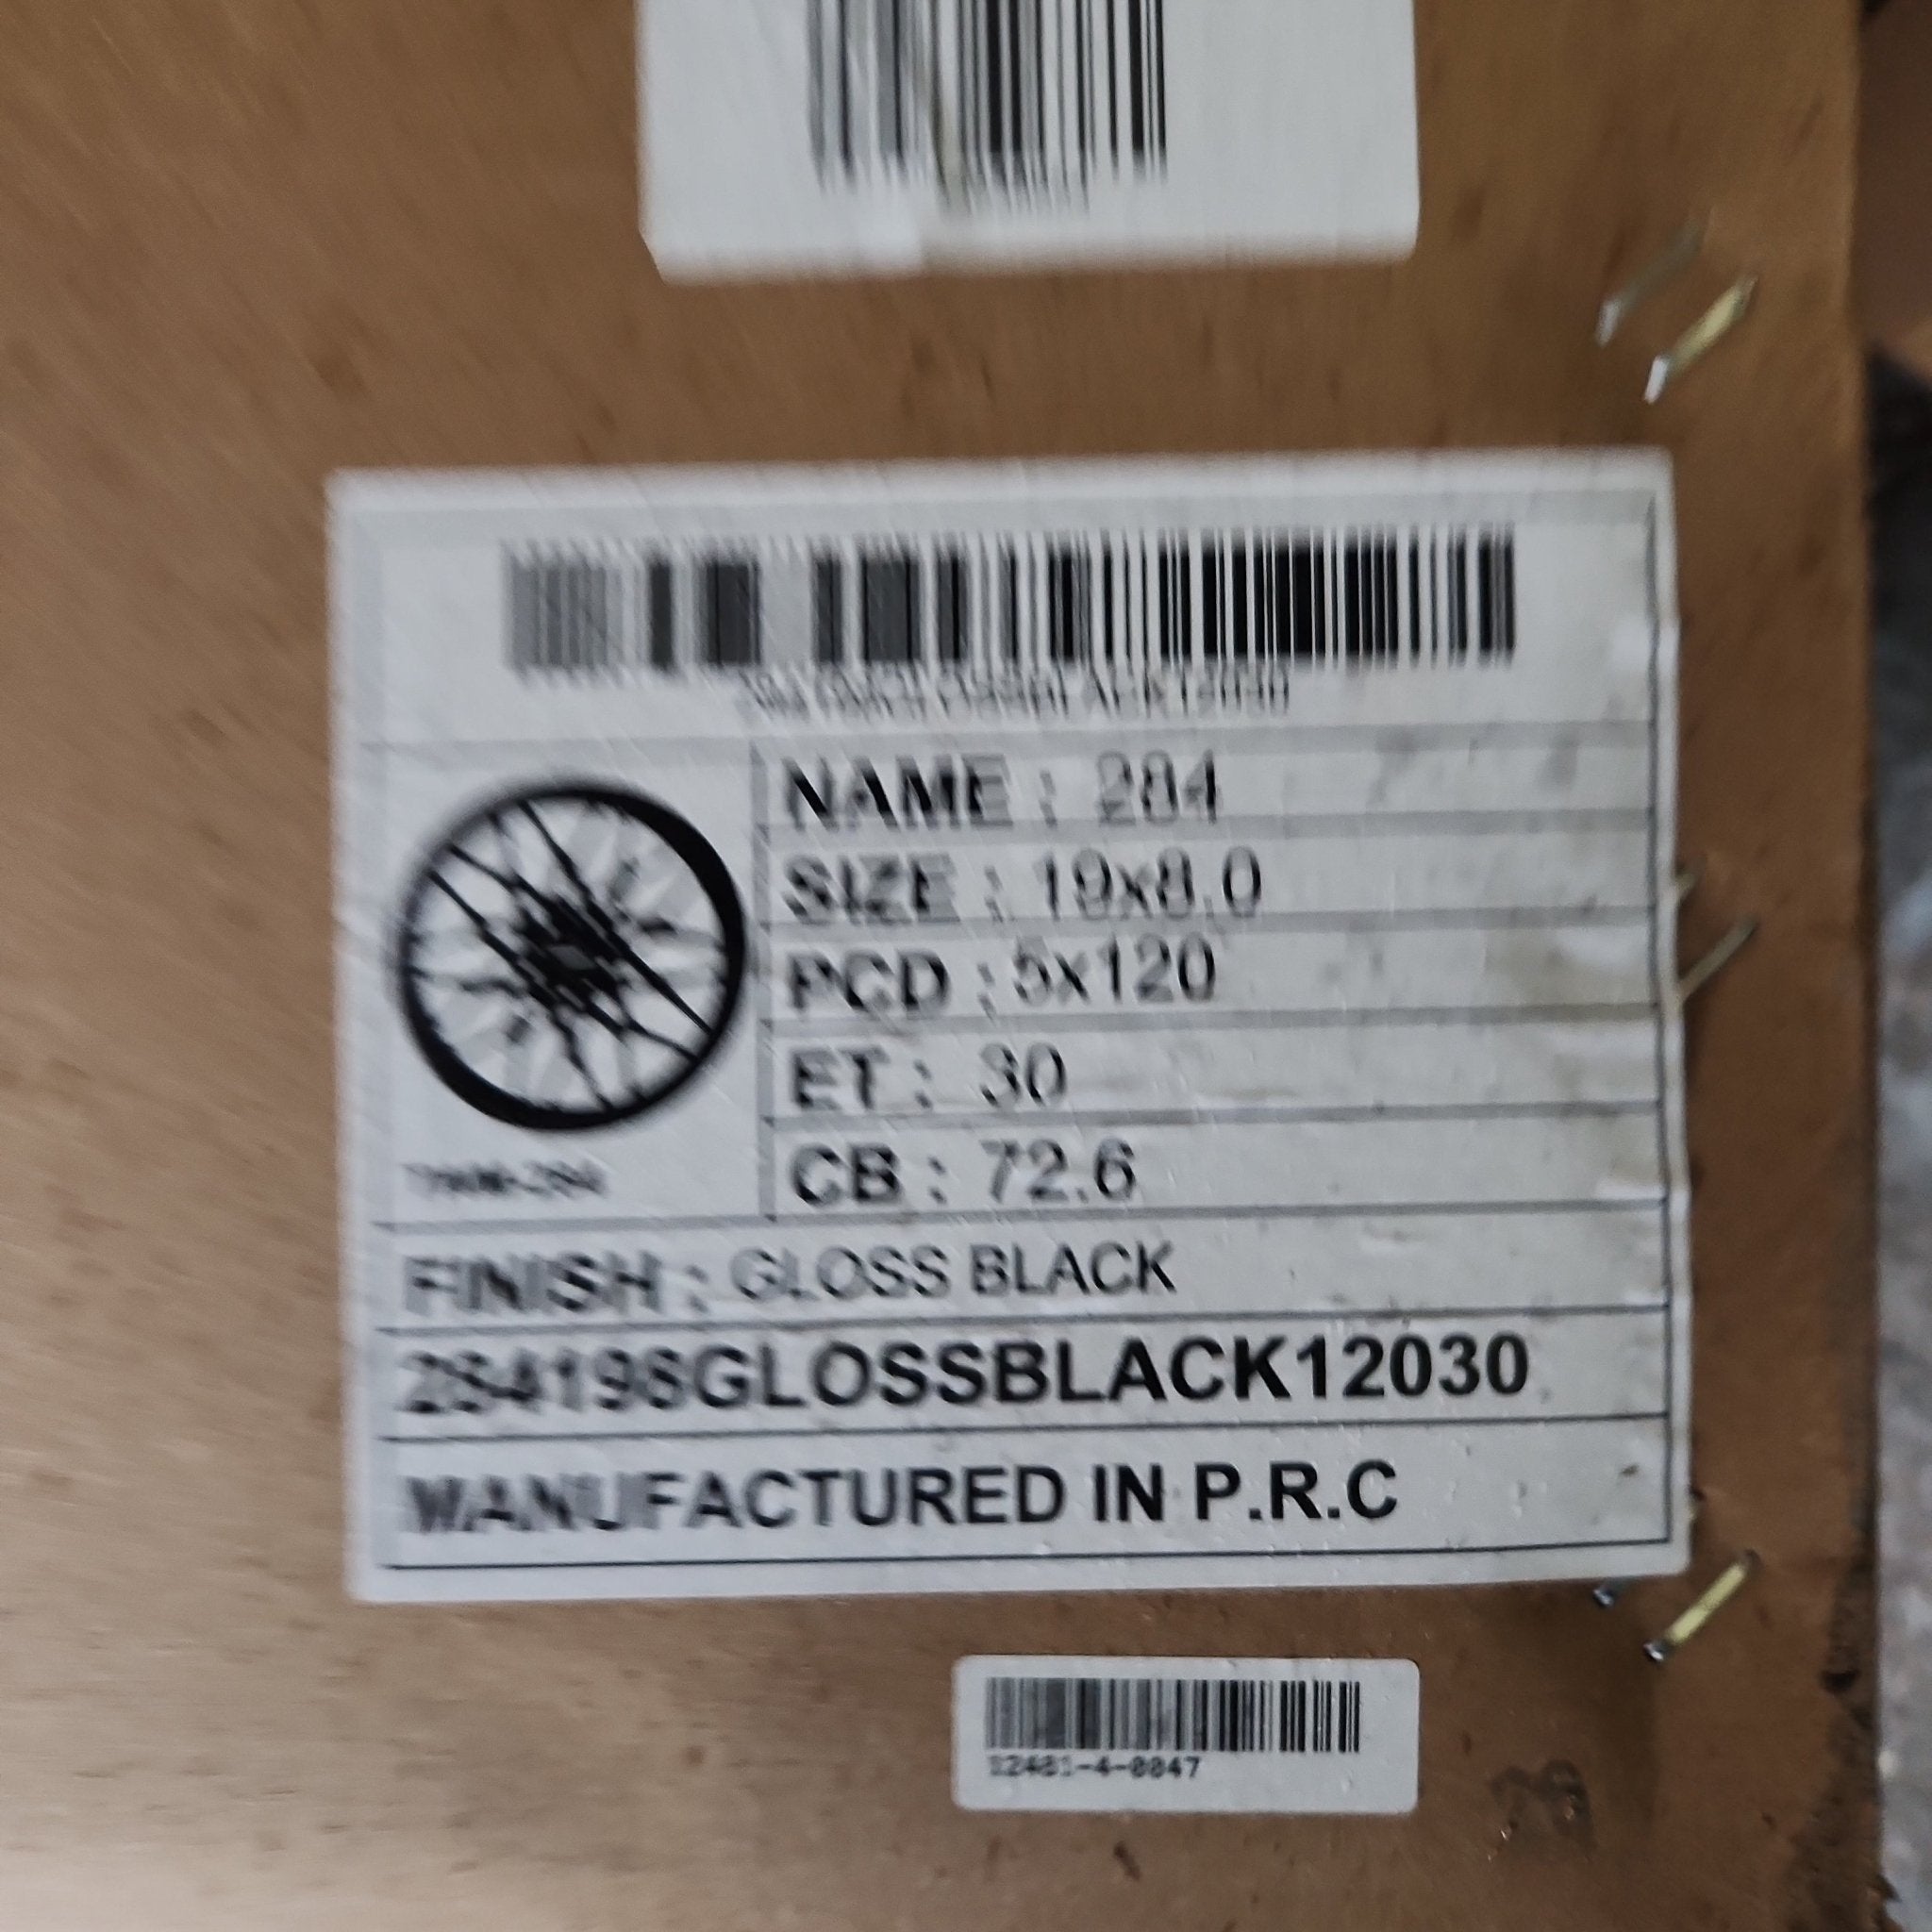 NAME : 284
SIZE : 19x8.0
PCD : 5x120
ET : 30
CB : 72.6
FINISH : GLOSS BLACK
284198GLOSSBLACK12030
MANUFACTURED IN P.R.C